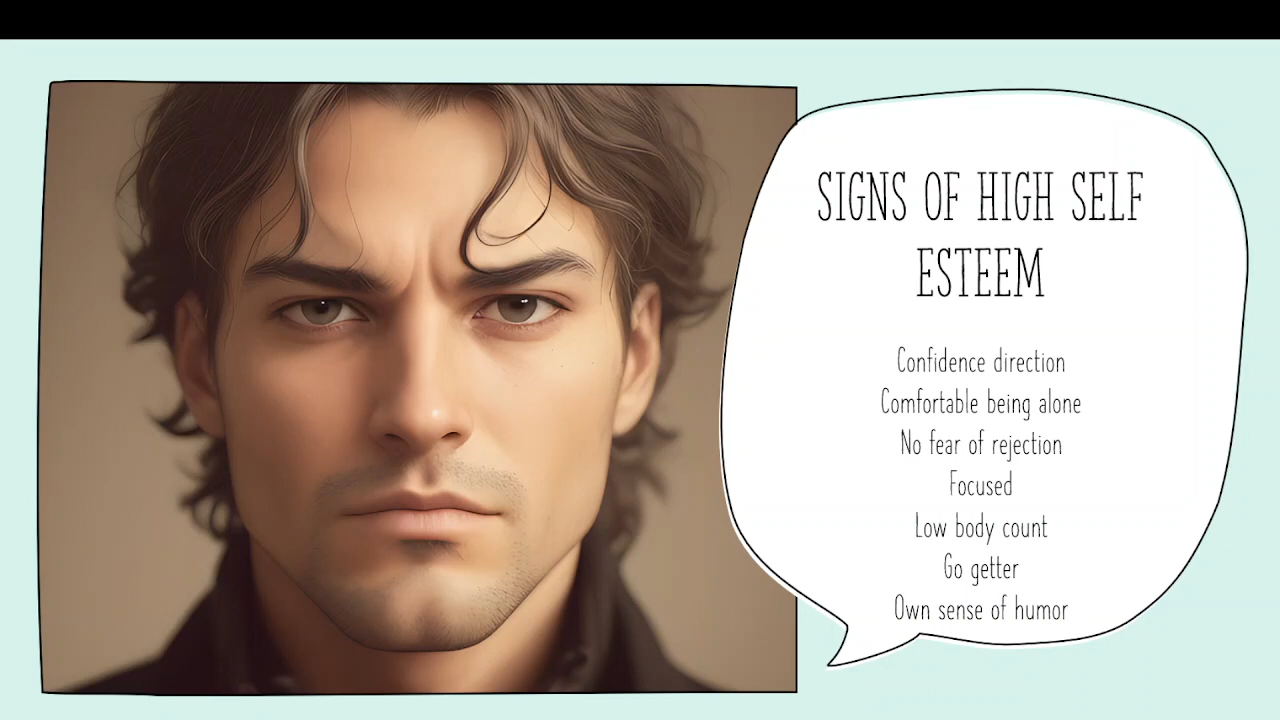 SIGNS OF HIGH SELF
ESTEEM
Confidence direction
Comfortable being alone
No fear of rejection
Focused
Low body count
Go getter
Own sense of humor